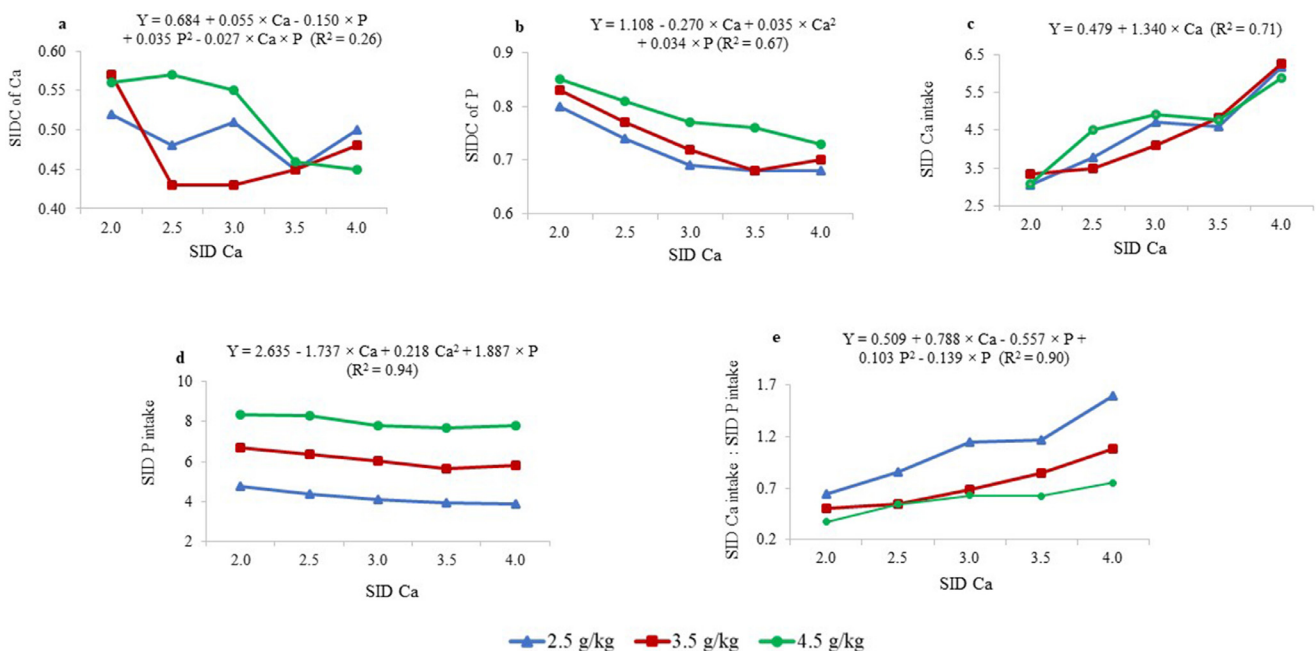 a
Y = 0.684 + 0.055 × Ca - 0.150 × P
+ 0.035 P² - 0.027 × Ca × P (R² = 0.26)
SIDC of Ca
0.60
0.55
0.50
0.45
0.40
2.0 2.5 3.0 3.5 4.0
SID Ca
b
Y = 1.108 - 0.270 × Ca + 0.035 × Ca²
+ 0.034 × P (R² = 0.67)
SIDC of P
0.9
0.8
0.7
0.6
2.0 2.5 3.0 3.5 4.0
SID Ca
c
Y = 0.479 + 1.340 × Ca (R² = 0.71)
SID Ca intake
6.5
5.5
4.5
3.5
2.5
2.0 2.5 3.0 3.5 4.0
SID Ca
d
Y = 2.635 - 1.737 × Ca + 0.218 Ca² + 1.887 × P
(R² = 0.94)
SID P intake
10
8
6
4
2
2.0 2.5 3.0 3.5 4.0
SID Ca
e
Y = 0.509 + 0.788 × Ca - 0.557 × P +
0.103 P² - 0.139 × P (R² = 0.90)
SID Ca intake : SID P intake
1.7
1.2
0.7
0.2
2.0 2.5 3.0 3.5 4.0
SID Ca
2.5 g/kg 3.5 g/kg 4.5 g/kg